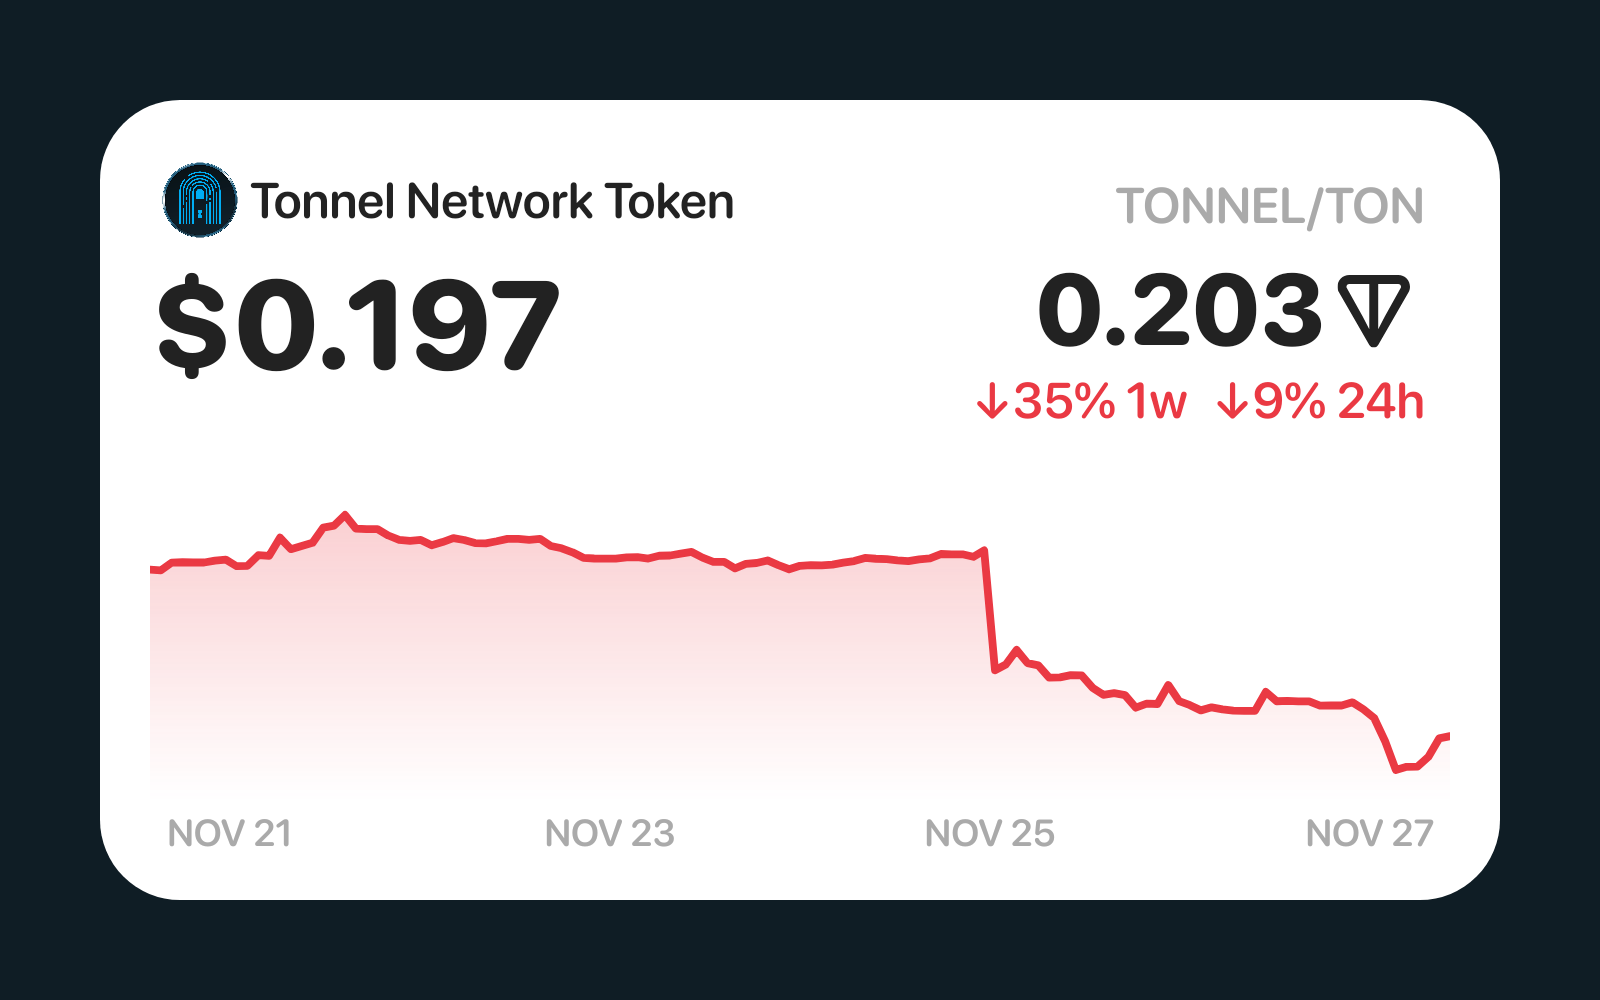 Tonnel Network Token
TONNEL/TON
$0.197
0.203
↓35% 1w ↓9% 24h
NOV 21 NOV 23 NOV 25 NOV 27